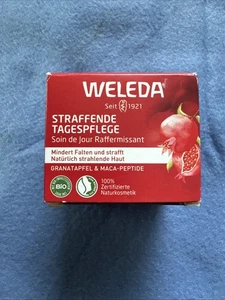 WELEDA
Seit 1921
STRAFFENDE
TAGESPFLEGE
Soin de Jour Raffermissant
Mindert Falten und strafft
Natürlich strahlende Haut
GRANATAPFEL & MACA-PEPTIDE
BIO
100%
Zertifizierte
Naturkosmetik